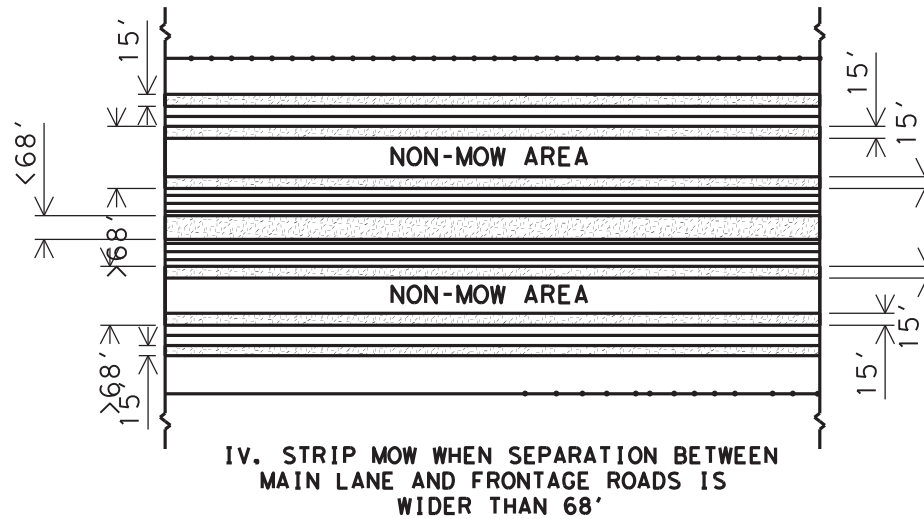 15'
15'
15'
<68'
NON-MOW AREA
>68'
NON-MOW AREA
15'
>68'
15'
15'
IV. STRIP MOW WHEN SEPARATION BETWEEN
MAIN LANE AND FRONTAGE ROADS IS
WIDER THAN 68'